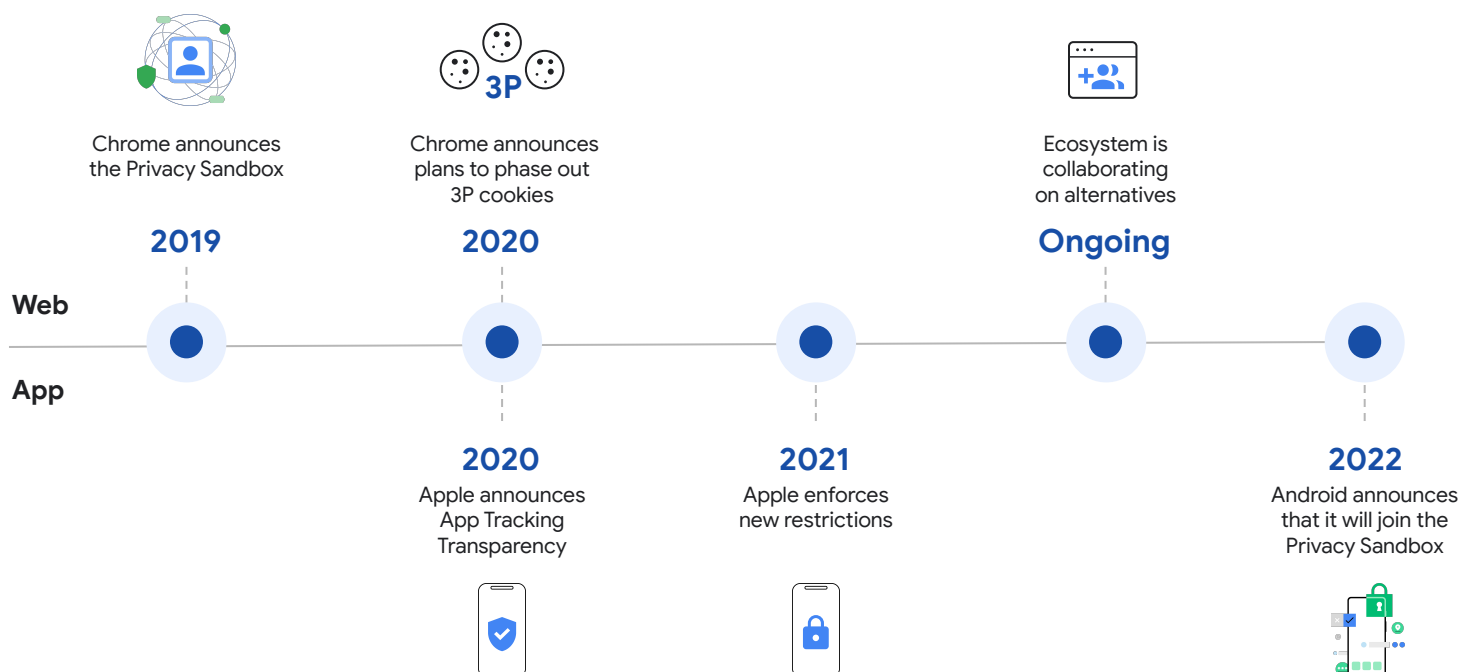 3P
Chrome announces
the Privacy Sandbox
Chrome announces
plans to phase out
3P cookies
Ecosystem is
collaborating
on alternatives
2019
2020
Ongoing
Web
App
2020
Apple announces
App Tracking
Transparency
2021
Apple enforces
new restrictions
2022
Android announces
that it will join the
Privacy Sandbox